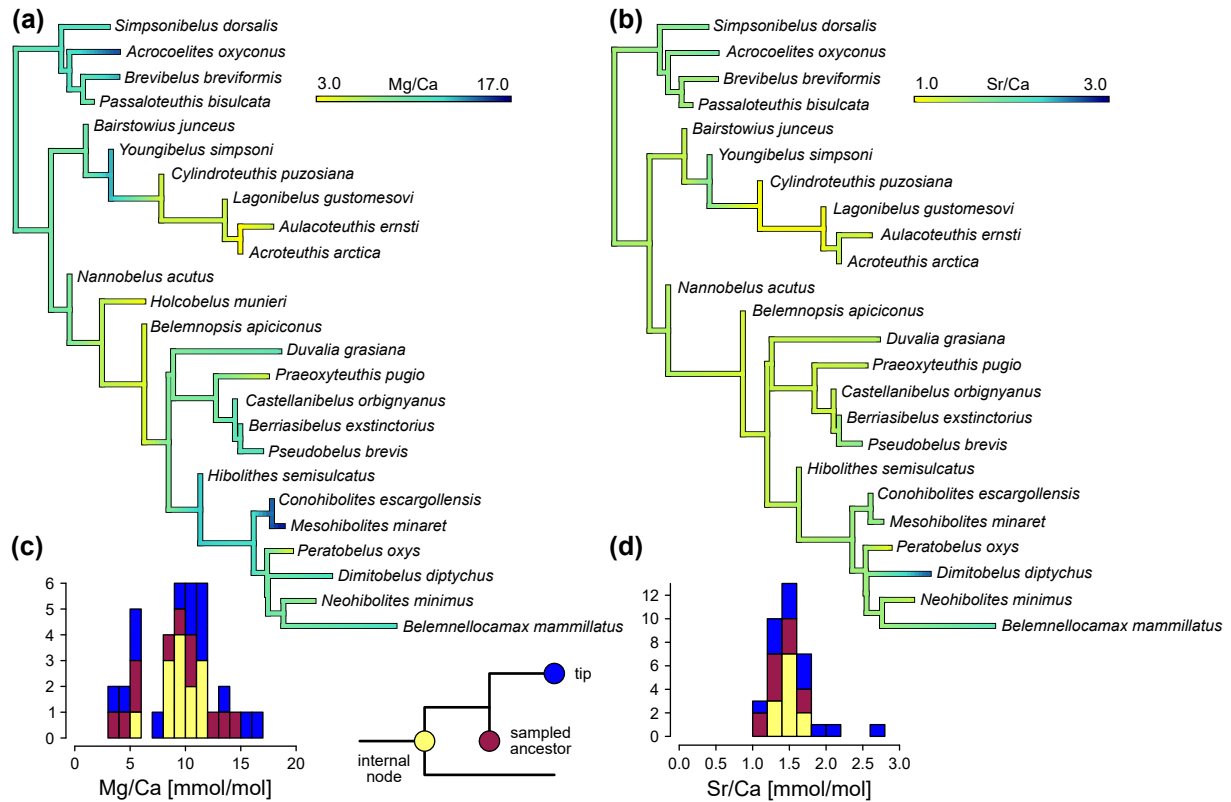 (a)
Simpsonibelus dorsalis
Acrocoelites oxyconus
Brevibelus breviformis
Passaloteuthis bisulcata
3.0 Mg/Ca 17.0
Bairstowius junceus
Youngibelus simpsoni
Cylindroteuthis puzosiana
Lagonibelus gustomesovi
Aulacoteuthis ernsti
Acroteuthis arctica
Nannobelus acutus
Holcobelus munieri
Belemnopsis apiciconus
Duvalia grasiana
Praeoxyteuthis pugio
Castellanibelus orbignyanus
Berriasibelus exstinctorius
Pseudobelus brevis
Hibolithes semisulcatus
Conohibolites escargollensis
Mesohibolites minaret
Peratobelus oxys
Dimitobelus diptychus
Neohibolites minimus
Belemnellocamax mammillatus
(b)
Simpsonibelus dorsalis
Acrocoelites oxyconus
Brevibelus breviformis
Passaloteuthis bisulcata
1.0 Sr/Ca 3.0
Bairstowius junceus
Youngibelus simpsoni
Cylindroteuthis puzosiana
Lagonibelus gustomesovi
Aulacoteuthis ernsti
Acroteuthis arctica
Nannobelus acutus
Belemnopsis apiciconus
Duvalia grasiana
Praeoxyteuthis pugio
Castellanibelus orbignyanus
Berriasibelus exstinctorius
Pseudobelus brevis
Hibolithes semisulcatus
Conohibolites escargollensis
Mesohibolites minaret
Peratobelus oxys
Dimitobelus diptychus
Neohibolites minimus
Belemnellocamax mammillatus
(c)
6
5
4
3
2
1
0
0 5 10 15 20
Mg/Ca [mmol/mol]
tip
sampled
ancestor
internal
node
(d)
12
10
8
6
4
2
0
0.0 0.5 1.0 1.5 2.0 2.5 3.0
Sr/Ca [mmol/mol]